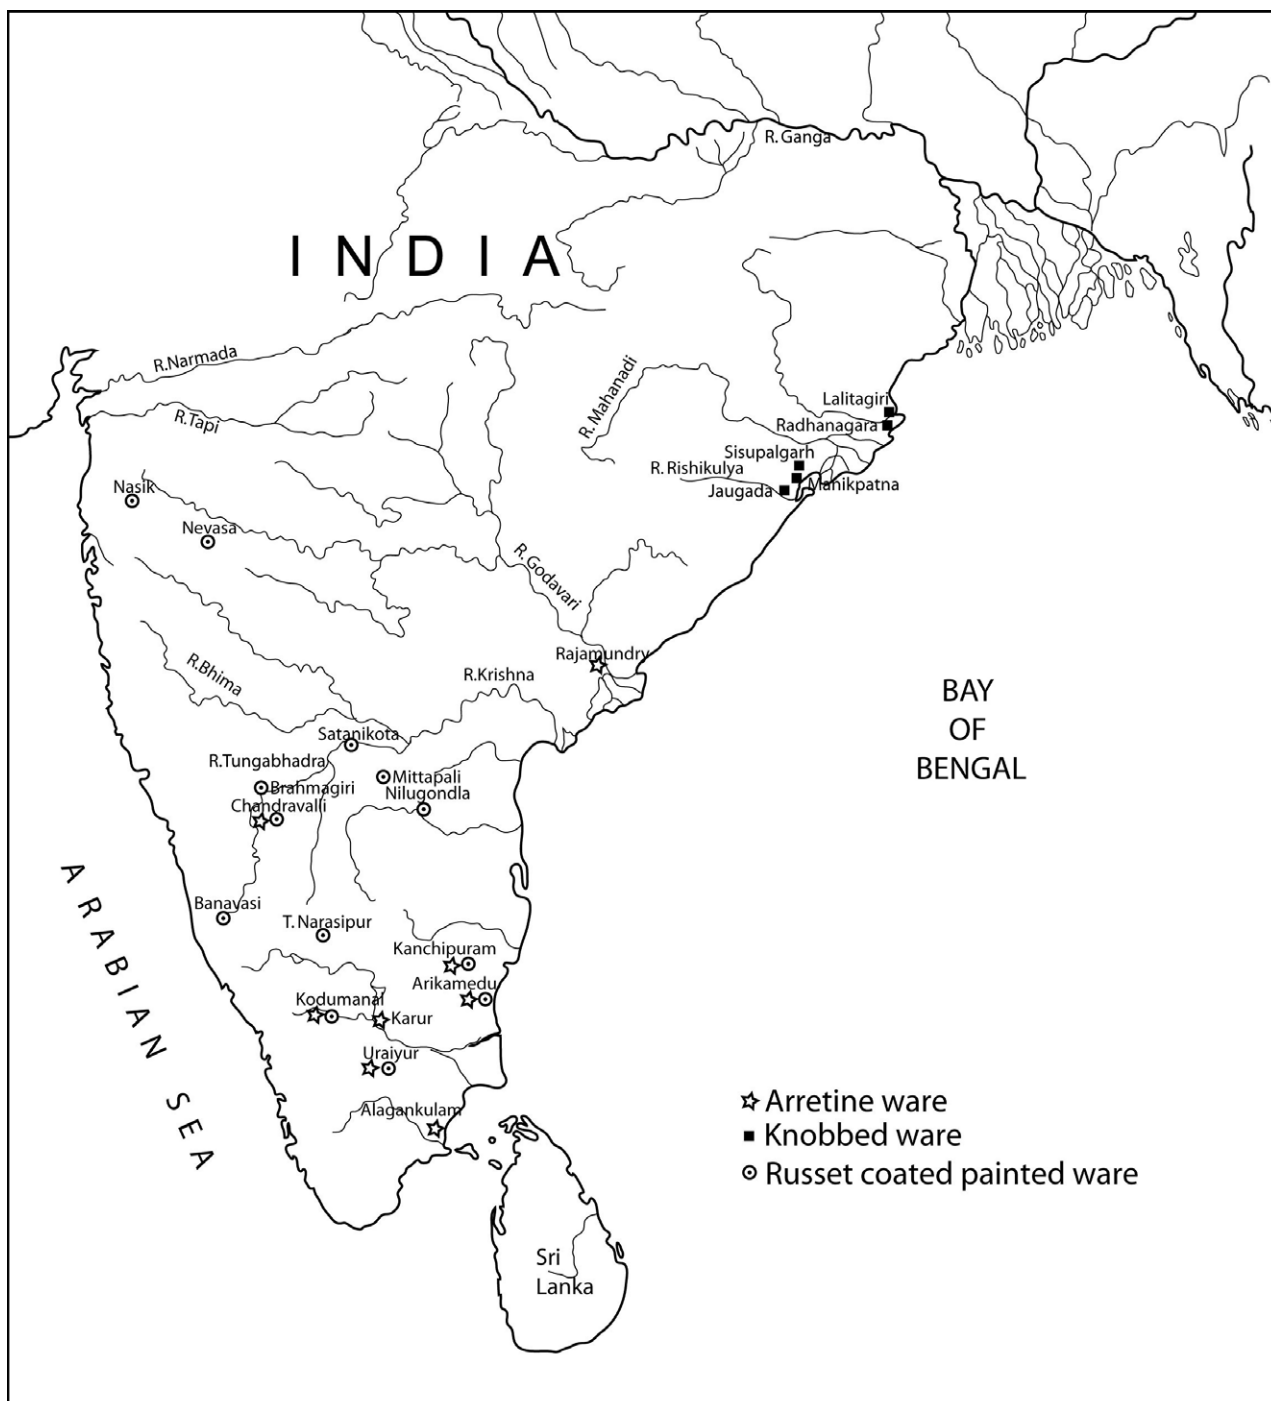 R. Ganga
INDIA
R.Narmada
R.Tapi
R. Mahanadi
Lalitagiri
Radhanagara
Sisupalgarh
R. Rishikulya
Manikpatna
Jaugada
Nasik
Nevasa
R. Godavari
Rajamundry
R.Bhima
R.Krishna
BAY
OF
BENGAL
Satanikota
R.Tungabhadra
Mittapali
Brahmagiri
Nilugondla
Chandravalli
ARABIAN SEA
Banavasi
T. Narasipur
Kanchipuram
Arikamedu
Kodumanal
Karur
Uraiyur
Alagankulam
Arretine ware
Knobbed ware
Russet coated painted ware
Sri
Lanka